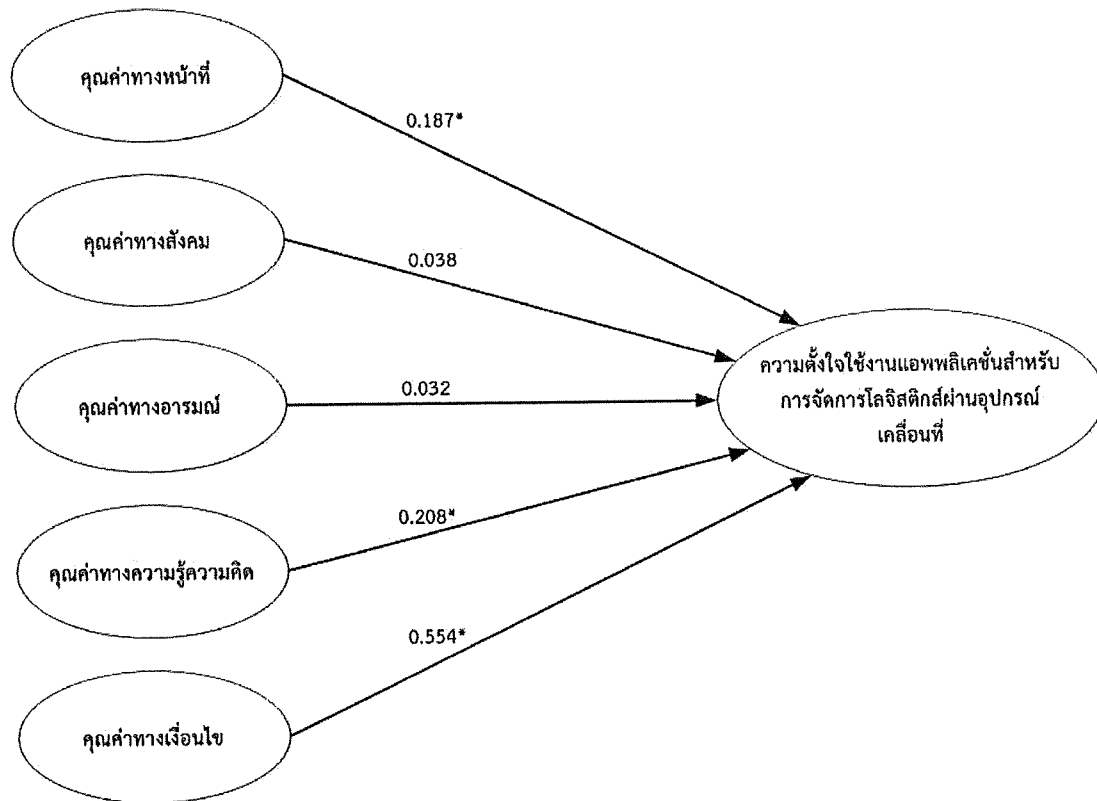 คุณค่าทางหน้าที่
0.187*
คุณค่าทางสังคม
0.038
คุณค่าทางอารมณ์
0.032
ความตั้งใจใช้งานแอพพลิเคชั่นสำหรับ
การจัดการโลจิสติกส์ผ่านอุปกรณ์
เคลื่อนที่
คุณค่าทางความรู้ความคิด
0.208*
คุณค่าทางเงื่อนไข
0.554*